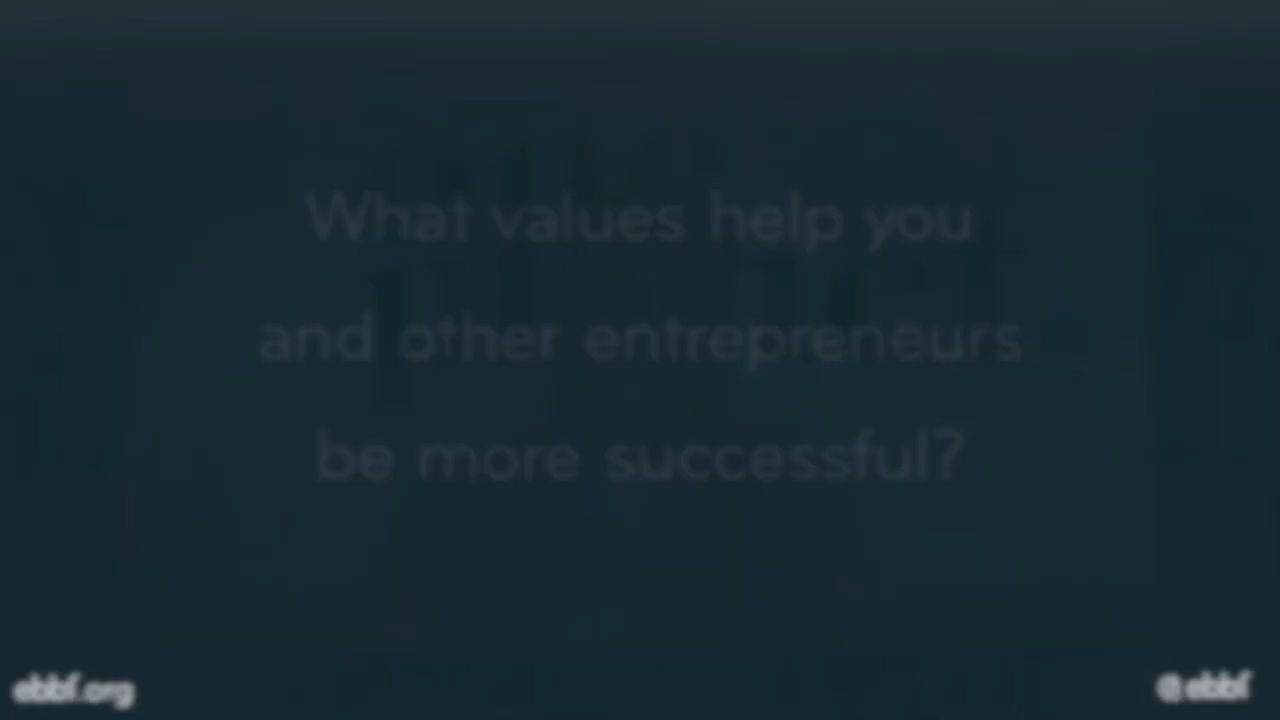 What values help you
and other entrepreneurs
be more successful?
ebbf.org
@ebbf